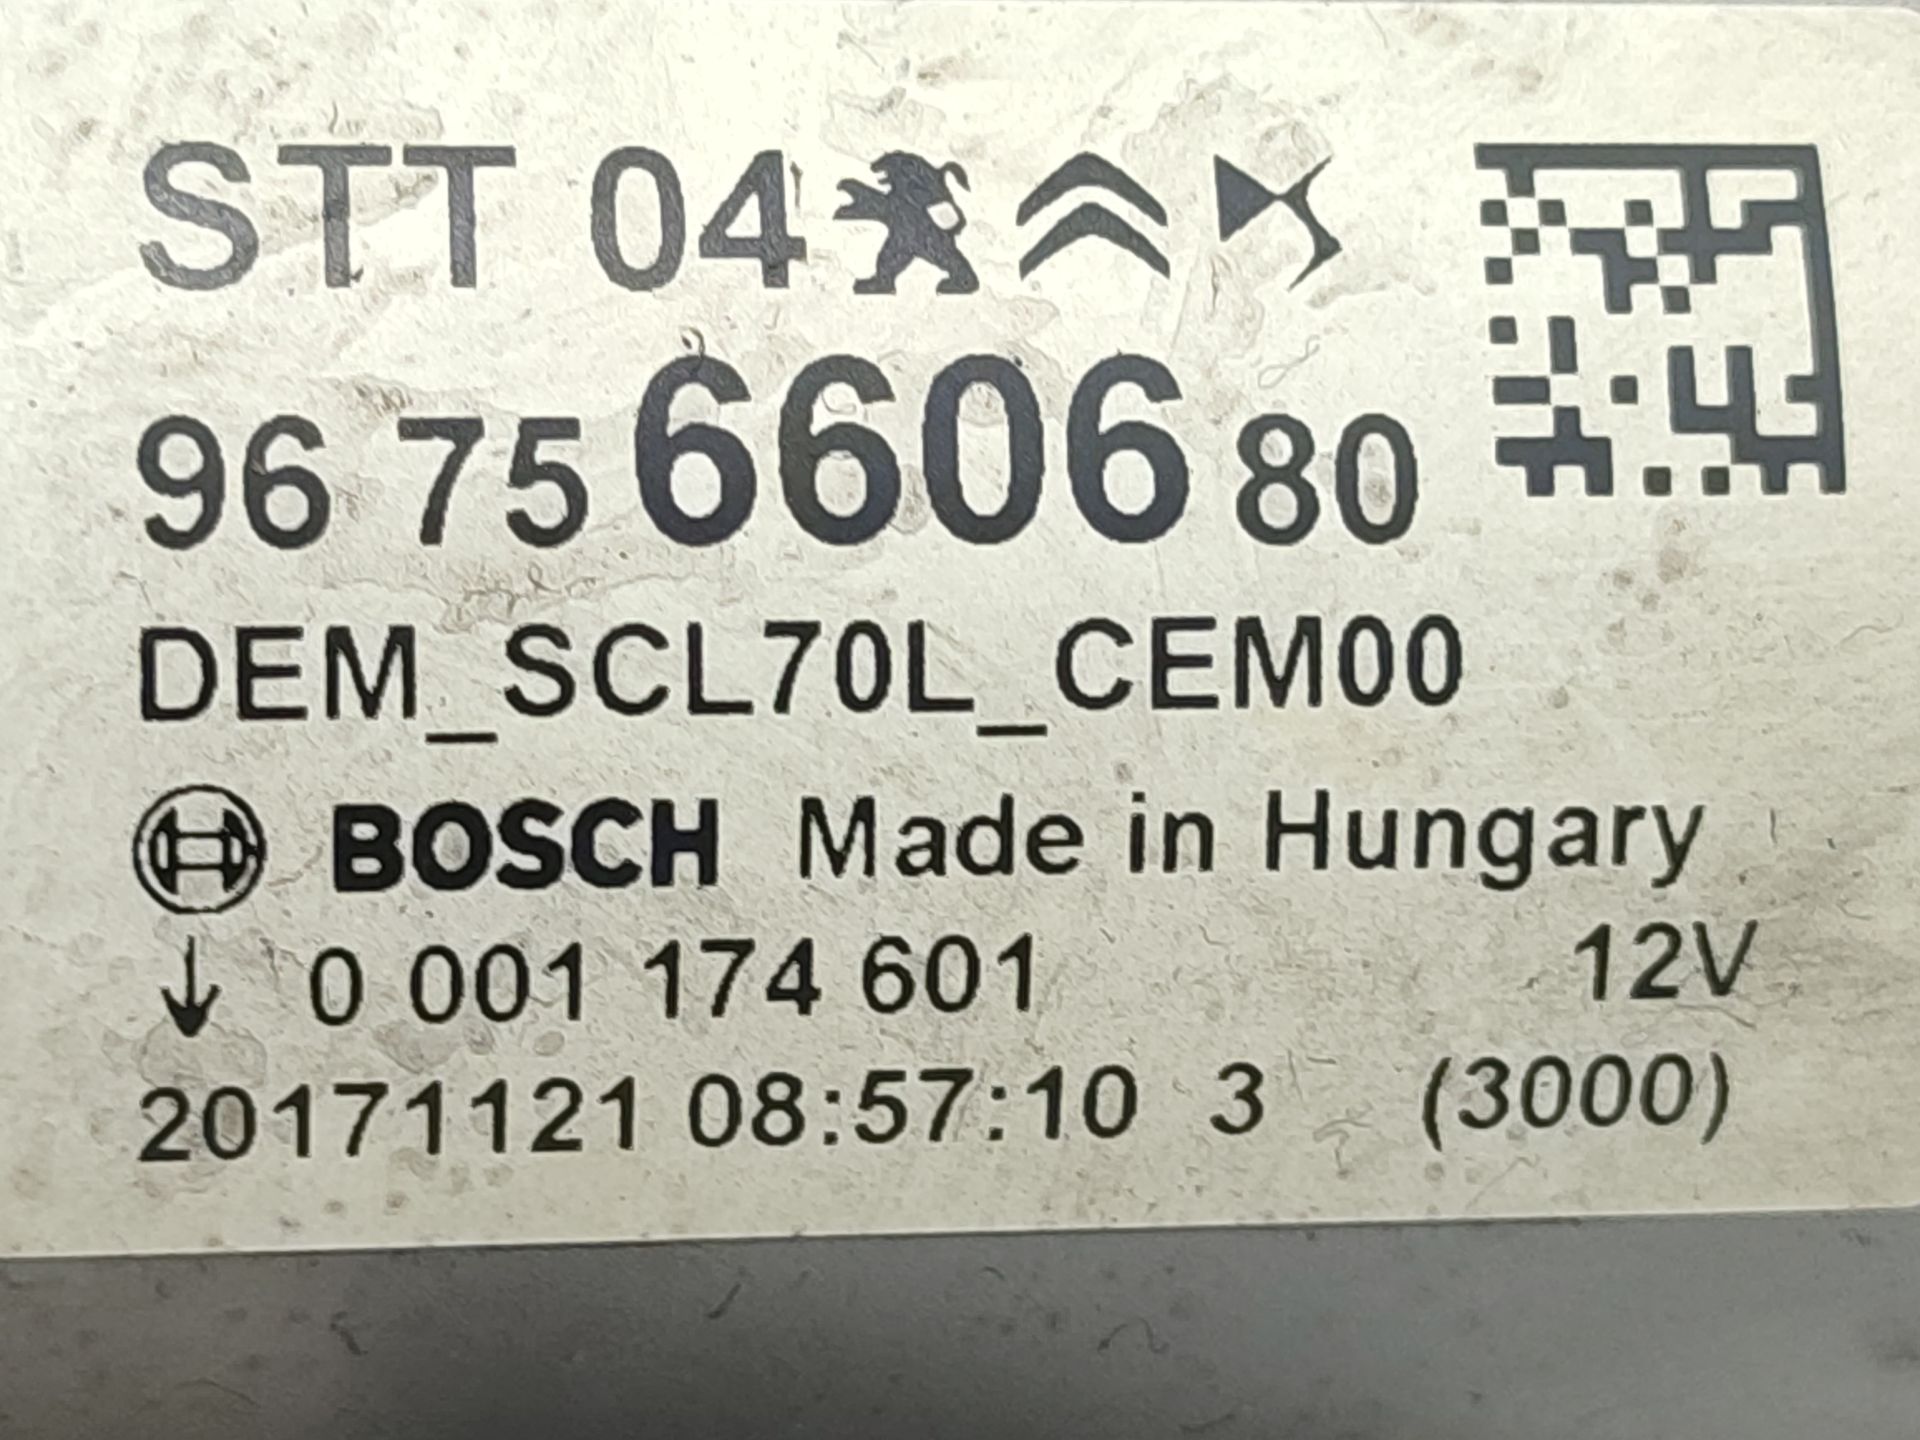 STT 04
96 75 6606 80
DEM_SCL70L_CEM00
BOSCH Made in Hungary
↓ 0 001 174 601 12V
20171121 08:57:10 3 (3000)